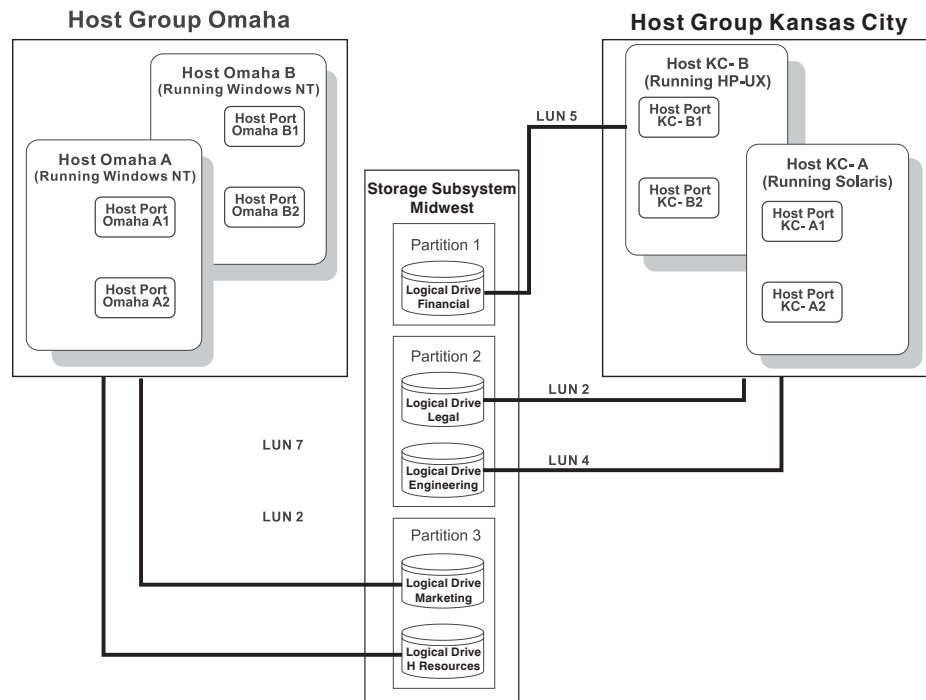 Host Group Omaha
Host Omaha B
(Running Windows NT)
Host Port
Omaha B1
Host Port
Omaha B2
Host Omaha A
(Running Windows NT)
Host Port
Omaha A1
Host Port
Omaha A2
LUN 7
LUN 2
Storage Subsystem
Midwest
Partition 1
Logical Drive
Financial
Partition 2
Logical Drive
Legal
Logical Drive
Engineering
Partition 3
Logical Drive
Marketing
Logical Drive
H Resources
LUN 5
LUN 2
LUN 4
Host Group Kansas City
Host KC- B
(Running HP-UX)
Host Port
KC- B1
Host Port
KC- B2
Host KC- A
(Running Solaris)
Host Port
KC- A1
Host Port
KC- A2